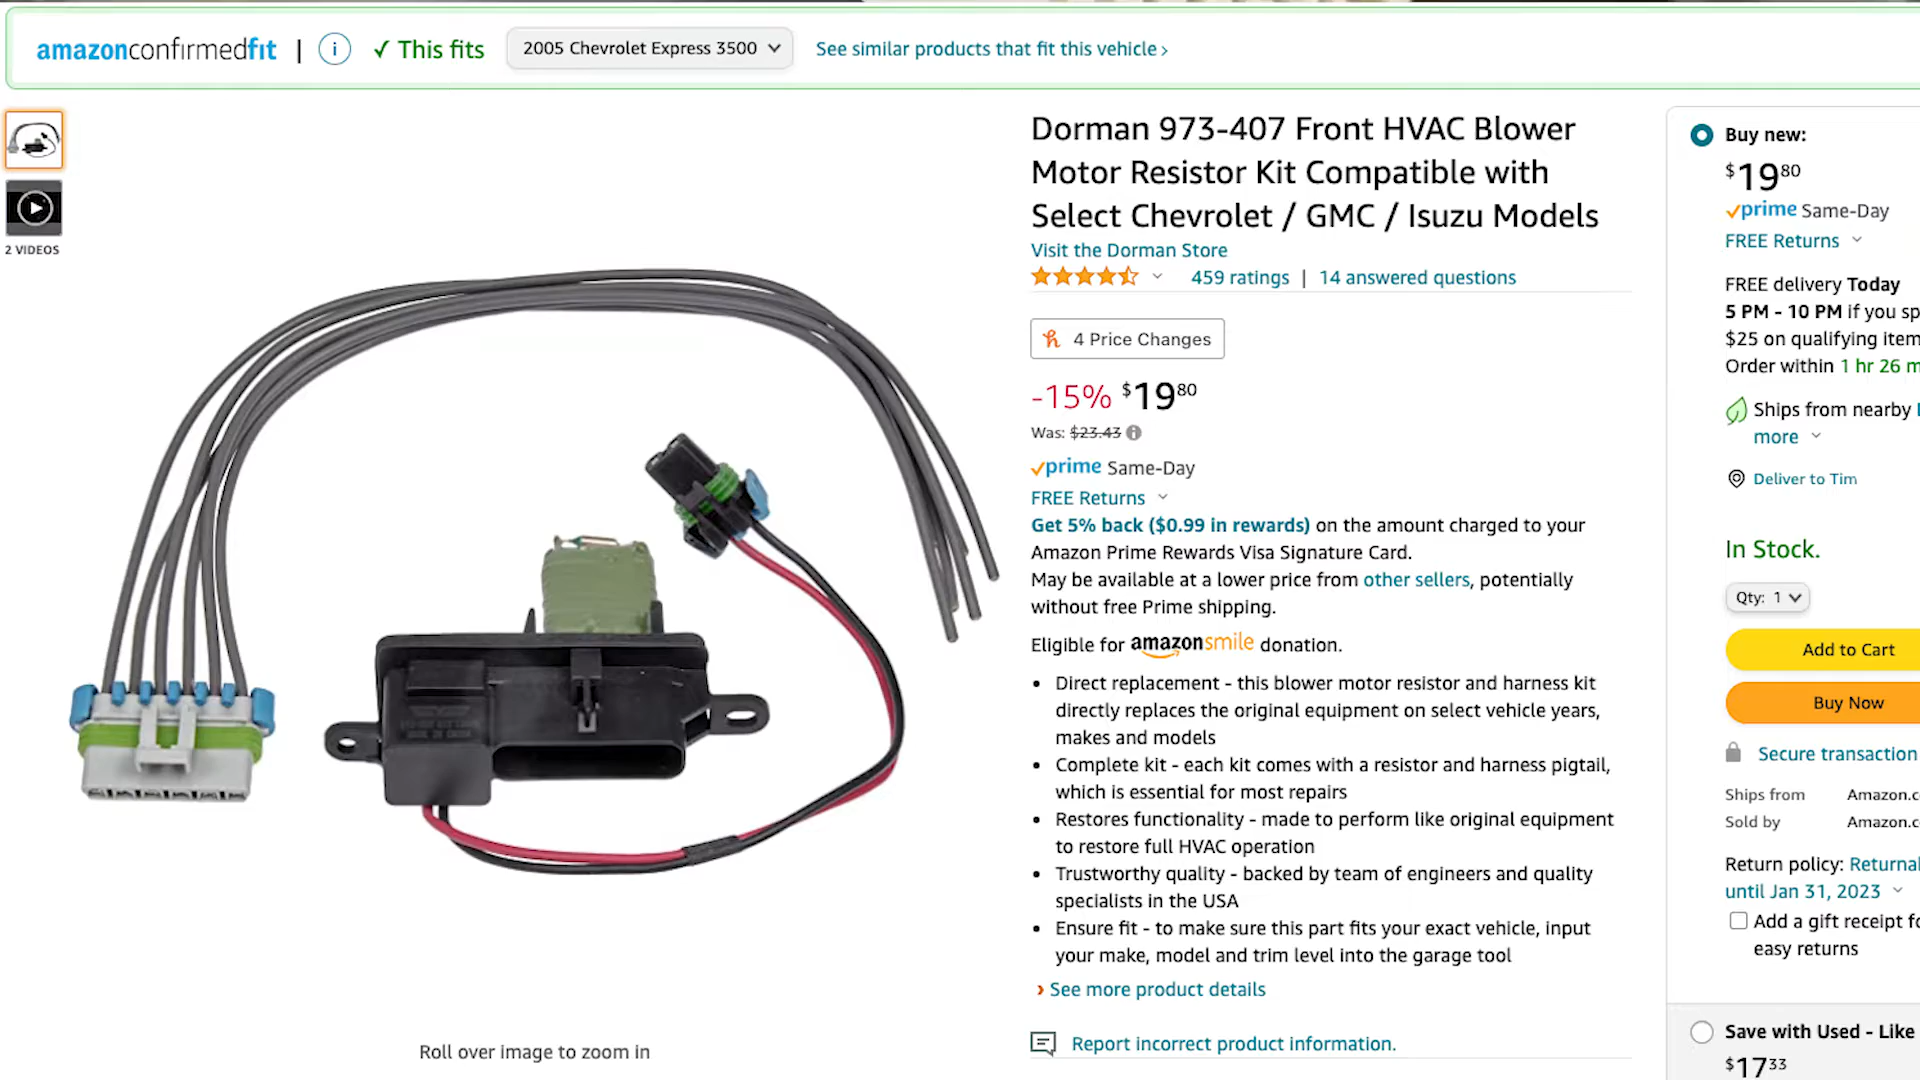 amazonconfirmedfit | i ✓ This fits 2005 Chevrolet Express 3500 See similar products that fit this vehicle ›
2 VIDEOS
Roll over image to zoom in
Dorman 973-407 Front HVAC Blower
Motor Resistor Kit Compatible with
Select Chevrolet / GMC / Isuzu Models
Visit the Dorman Store
459 ratings | 14 answered questions
4 Price Changes
-15% $19.80
Was: $23.43
prime Same-Day
FREE Returns
Get 5% back ($0.99 in rewards) on the amount charged to your
Amazon Prime Rewards Visa Signature Card.
May be available at a lower price from other sellers, potentially
without free Prime shipping.
Eligible for amazonsmile donation.
• Direct replacement - this blower motor resistor and harness kit
directly replaces the original equipment on select vehicle years,
makes and models
• Complete kit - each kit comes with a resistor and harness pigtail,
which is essential for most repairs
• Restores functionality - made to perform like original equipment
to restore full HVAC operation
• Trustworthy quality - backed by team of engineers and quality
specialists in the USA
• Ensure fit - to make sure this part fits your exact vehicle, input
your make, model and trim level into the garage tool
› See more product details
Report incorrect product information.
Buy new:
$19.80
prime Same-Day
FREE Returns
FREE delivery Today
5 PM - 10 PM if you sp
$25 on qualifying item
Order within 1 hr 26 m
Ships from nearby
more
Deliver to Tim
In Stock.
Qty: 1
Add to Cart
Buy Now
Secure transaction
Ships from Amazon.c
Sold by Amazon.c
Return policy: Returnal
until Jan 31, 2023
Add a gift receipt fo
easy returns
Save with Used - Like
$17.33